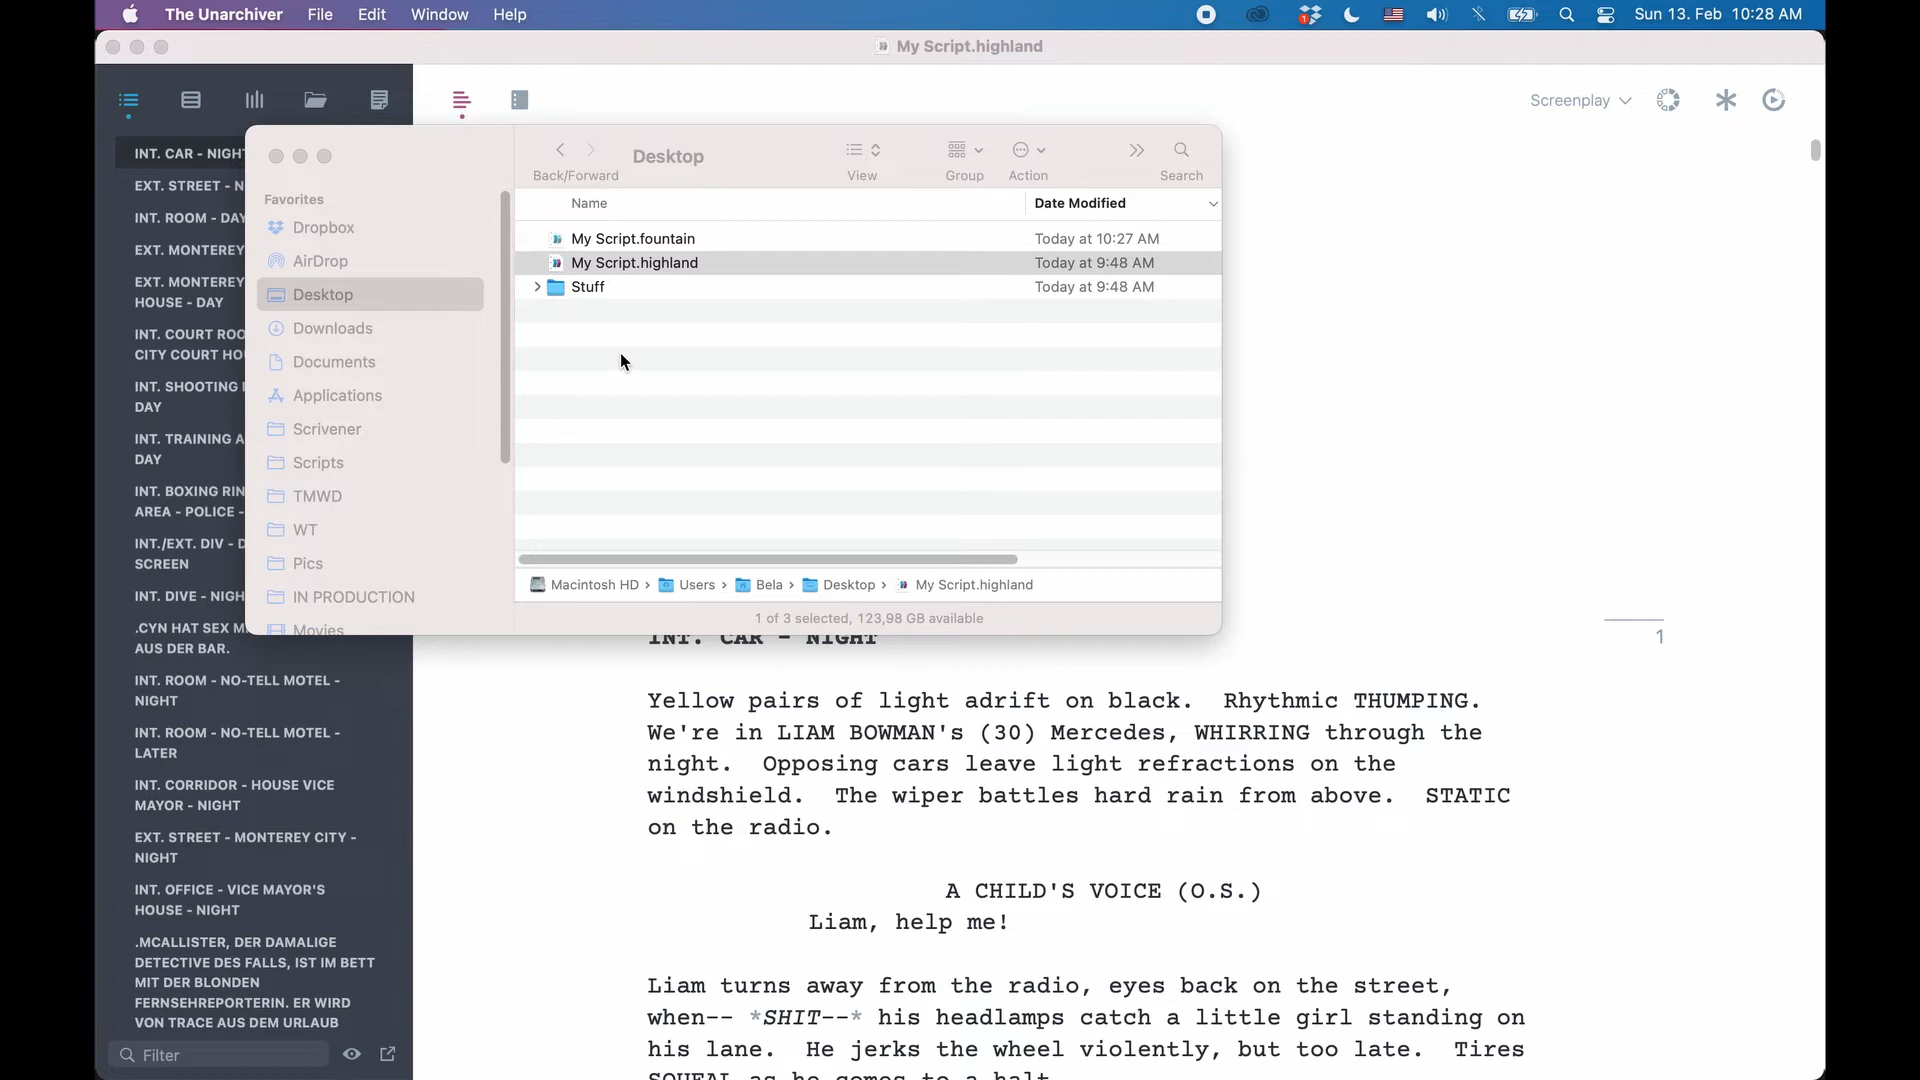 The Unarchiver File Edit Window Help
1
Sun 13. Feb 10:28 AM
My Script.highland
Screenplay
INT. CAR - NIGHT
EXT. STREET - N
INT. ROOM - DAY
EXT. MONTEREY
EXT. MONTEREY
HOUSE - DAY
INT. COURT ROO
CITY COURT HO
INT. SHOOTING
DAY
INT. TRAINING A
DAY
INT. BOXING RIN
AREA - POLICE -
INT./EXT. DIV - D
SCREEN
INT. DIVE - NIGH
.CYN HAT SEX M
AUS DER BAR.
INT. ROOM - NO-TELL MOTEL -
NIGHT
INT. ROOM - NO-TELL MOTEL -
LATER
INT. CORRIDOR - HOUSE VICE
MAYOR - NIGHT
EXT. STREET - MONTEREY CITY -
NIGHT
INT. OFFICE - VICE MAYOR'S
HOUSE - NIGHT
.MCALLISTER, DER DAMALIGE
DETECTIVE DES FALLS, IST IM BETT
MIT DER BLONDEN
FERNSEHREPORTERIN. ER WIRD
VON TRACE AUS DEM URLAUB
Filter
Favorites
Dropbox
AirDrop
Desktop
Downloads
Documents
Applications
Scrivener
Scripts
TMWD
WT
Pics
IN PRODUCTION
Movies
Desktop
Back/Forward View Group Action Search
Name Date Modified
My Script.fountain Today at 10:27 AM
My Script.highland Today at 9:48 AM
Stuff Today at 9:48 AM
Macintosh HD › Users › Bela › Desktop › My Script.highland
1 of 3 selected, 123,98 GB available
INT. CAR - NIGHT
1
Yellow pairs of light adrift on black. Rhythmic THUMPING.
We're in LIAM BOWMAN's (30) Mercedes, WHIRRING through the
night. Opposing cars leave light refractions on the
windshield. The wiper battles hard rain from above. STATIC
on the radio.
A CHILD'S VOICE (O.S.)
Liam, help me!
Liam turns away from the radio, eyes back on the street,
when-- *SHIT--* his headlamps catch a little girl standing on
his lane. He jerks the wheel violently, but too late. Tires
SQUEAL as he comes to a halt.